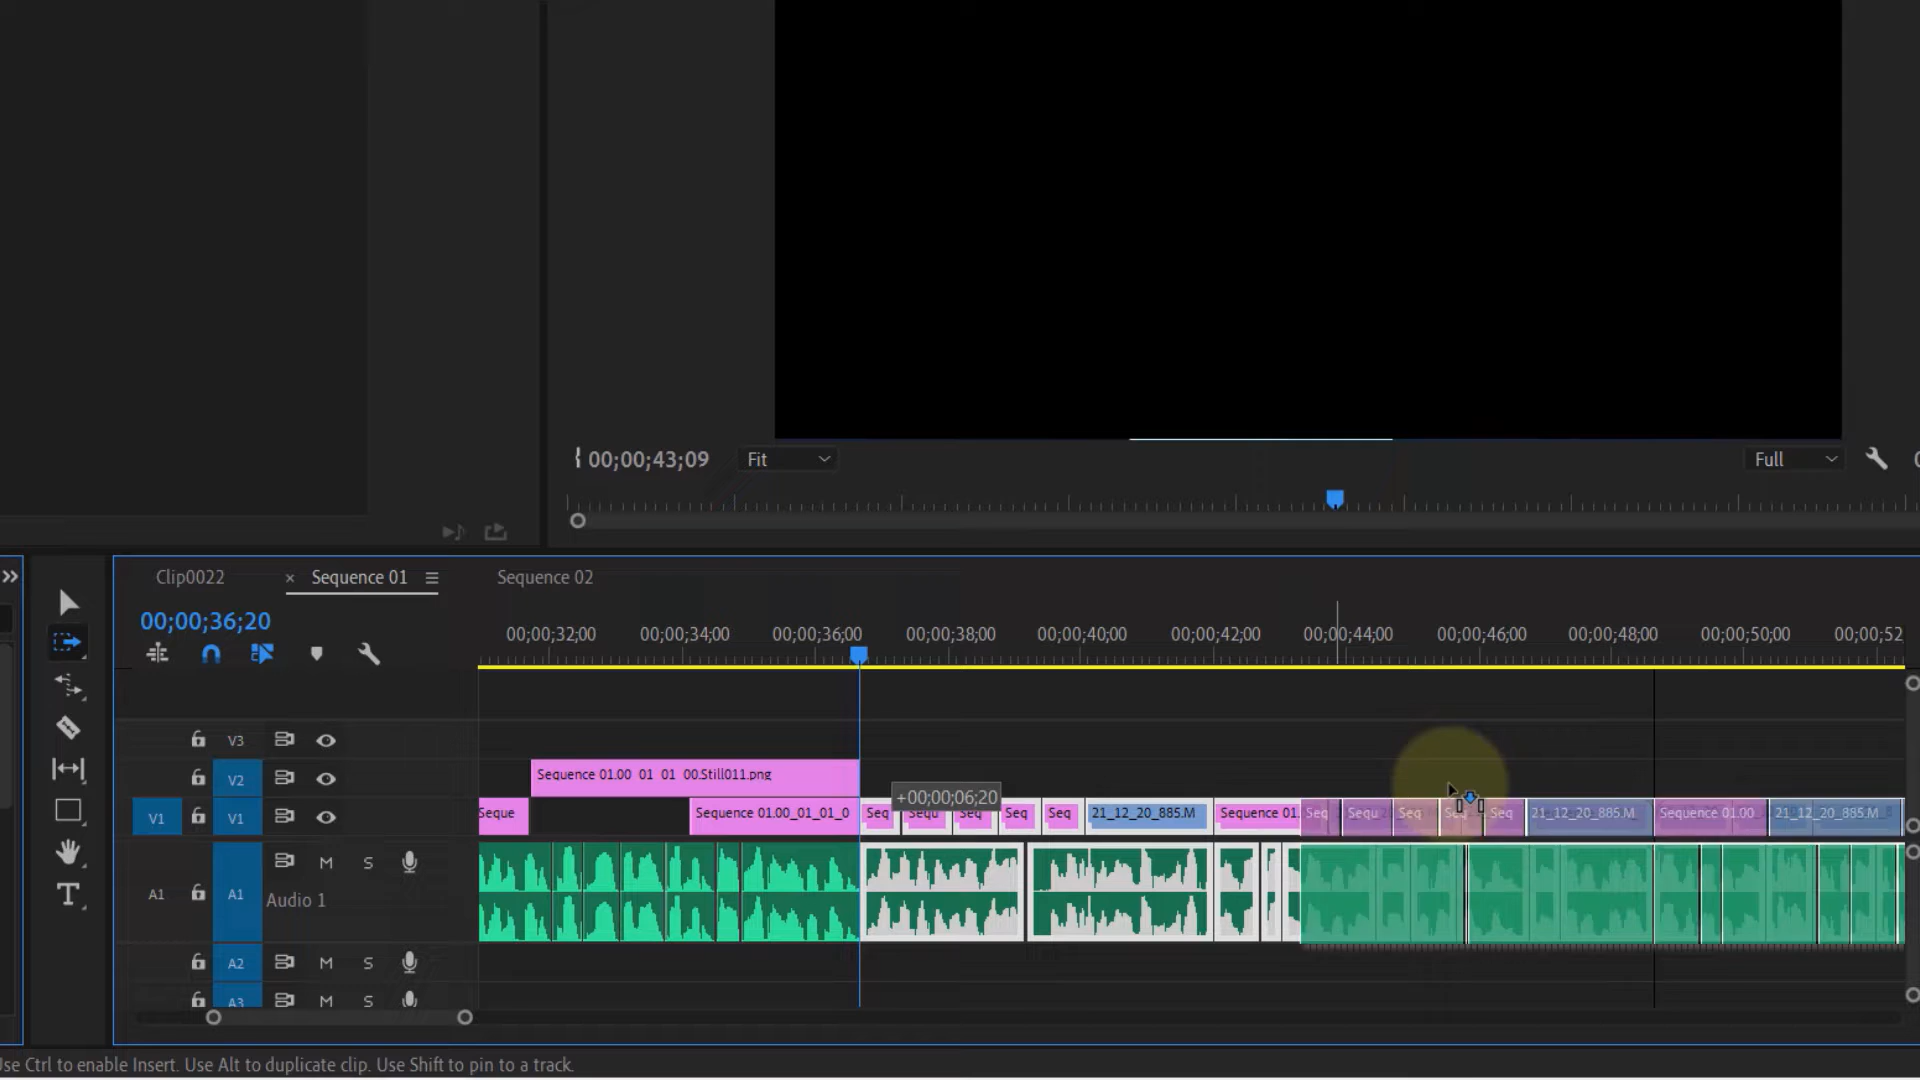 00;00;43;09 Fit Full
Clip0022 × Sequence 01 Sequence 02
00;00;36;20
00;00;32;00 00;00;34;00 00;00;36;00 00;00;38;00 00;00;40;00 00;00;42;00 00;00;44;00 00;00;46;00 00;00;48;00 00;00;50;00 00;00;52
V3
V2 Sequence 01.00_01_01_00.Still011.png
+00;00;06;20
V1 V1 Seque Sequence 01.00_01_01_0 Seq Sequ Seq Seq Seq 21_12_20_885.M Sequence 01. Seq Sequ Seq Seq Seq 21_12_20_885.M Sequence 01.00 21_12_20_885.M
M S
A1 A1 Audio 1
A2 M S
A3 M S
Use Ctrl to enable Insert. Use Alt to duplicate clip. Use Shift to pin to a track.